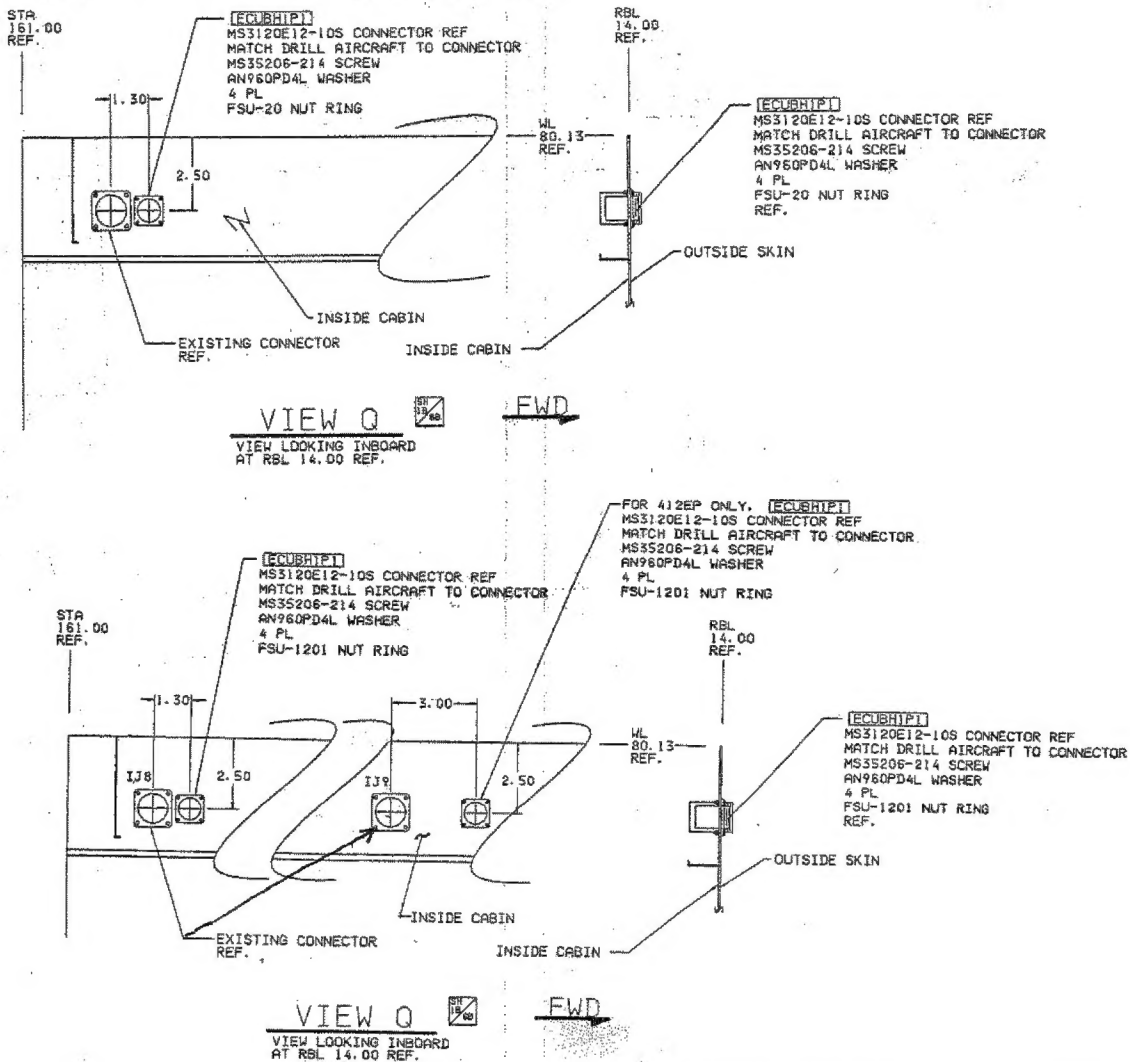 STA
161.00
REF.
ECUBH1P1
MS3120E12-10S CONNECTOR REF
MATCH DRILL AIRCRAFT TO CONNECTOR
MS35206-214 SCREW
AN960PD4L WASHER
4 PL
FSU-20 NUT RING
1.30
2.50
EXISTING CONNECTOR
REF.
INSIDE CABIN
RBL
14.00
REF.
WL
80.13
REF.
ECUBH1P1
MS3120E12-10S CONNECTOR REF
MATCH DRILL AIRCRAFT TO CONNECTOR
MS35206-214 SCREW
AN960PD4L WASHER
4 PL
FSU-20 NUT RING
REF.
OUTSIDE SKIN
INSIDE CABIN
VIEW Q
SH
VIEW LOOKING INBOARD
AT RBL 14.00 REF.
FWD
STA
161.00
REF.
ECUBH1P1
MS3120E12-10S CONNECTOR REF
MATCH DRILL AIRCRAFT TO CONNECTOR
MS35206-214 SCREW
AN960PD4L WASHER
4 PL
FSU-1201 NUT RING
FOR 412EP ONLY. ECUBH1P1
MS3120E12-10S CONNECTOR REF
MATCH DRILL AIRCRAFT TO CONNECTOR
MS35206-214 SCREW
AN960PD4L WASHER
4 PL
FSU-1201 NUT RING
1.30
3.00
1J8
2.50
1J9
2.50
EXISTING CONNECTOR
REF.
INSIDE CABIN
RBL
14.00
REF.
WL
80.13
REF.
ECUBH1P1
MS3120E12-10S CONNECTOR REF
MATCH DRILL AIRCRAFT TO CONNECTOR
MS35206-214 SCREW
AN960PD4L WASHER
4 PL
FSU-1201 NUT RING
REF.
OUTSIDE SKIN
INSIDE CABIN
VIEW Q
SH
VIEW LOOKING INBOARD
AT RBL 14.00 REF.
FWD